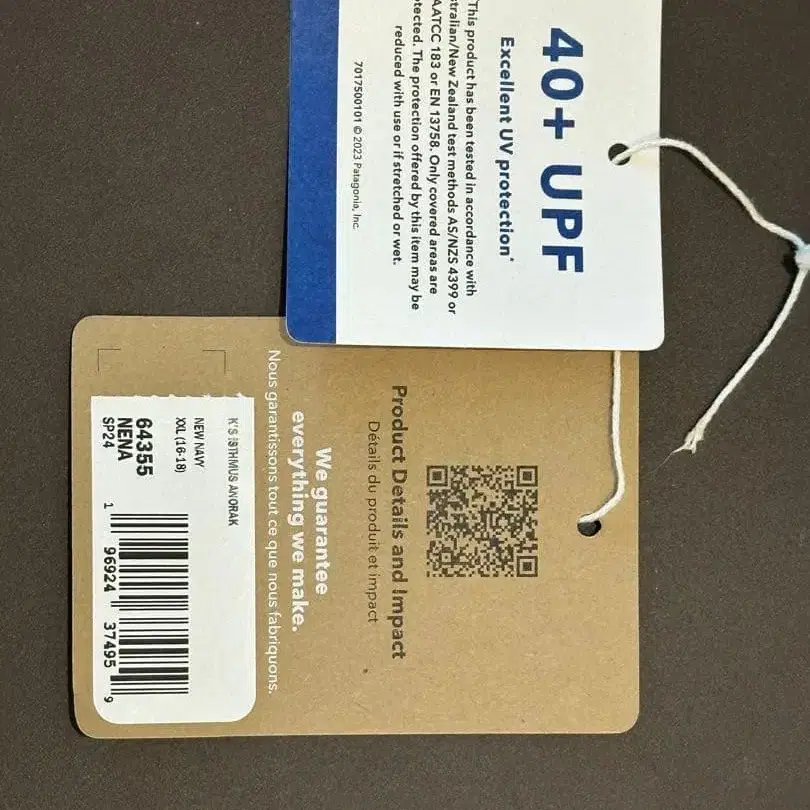 40+ UPF
Excellent UV protection*
*This product has been tested in accordance with
stralian/New Zealand test methods AS/NZS 4399 or
AATCC 183 or EN 13758. Only covered areas are
otected. The protection offered by this item may be
reduced with use or if stretched or wet.
7017500101 © 2023 Patagonia, Inc.
Product Details and Impact
Détails du produit et impact
We guarantee
everything we make.
Nous garantissons tout ce que nous fabriquons.
K'S ISTHMUS ANORAK
NEW NAVY
XXL (16-18)
64355
NENA
SP24
1 96924 37495 9